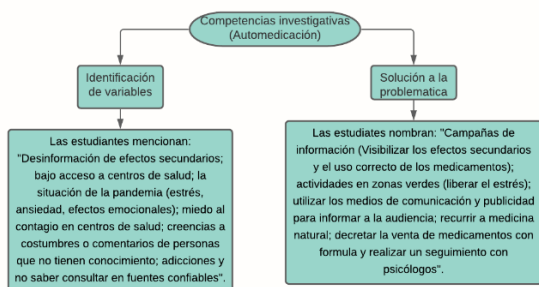 Competencias investigativas
(Automedicación)
Identificación
de variables
Solución a la
problematica
Las estudiantes mencionan:
"Desinformación de efectos secundarios;
bajo acceso a centros de salud; la
situación de la pandemia (estrés,
ansiedad, efectos emocionales); miedo al
contagio en centros de salud; creencias a
costumbres o comentarios de personas
que no tienen conocimiento; adicciones y
no saber consultar en fuentes confiables".
Las estudiates nombran: "Campañas de
información (Visibilizar los efectos secundarios
y el uso correcto de los medicamentos);
actividades en zonas verdes (liberar el estrés);
utilizar los medios de comunicación y publicidad
para informar a la audiencia; recurrir a medicina
natural; decretar la venta de medicamentos con
formula y realizar un seguimiento con
psicólogos".